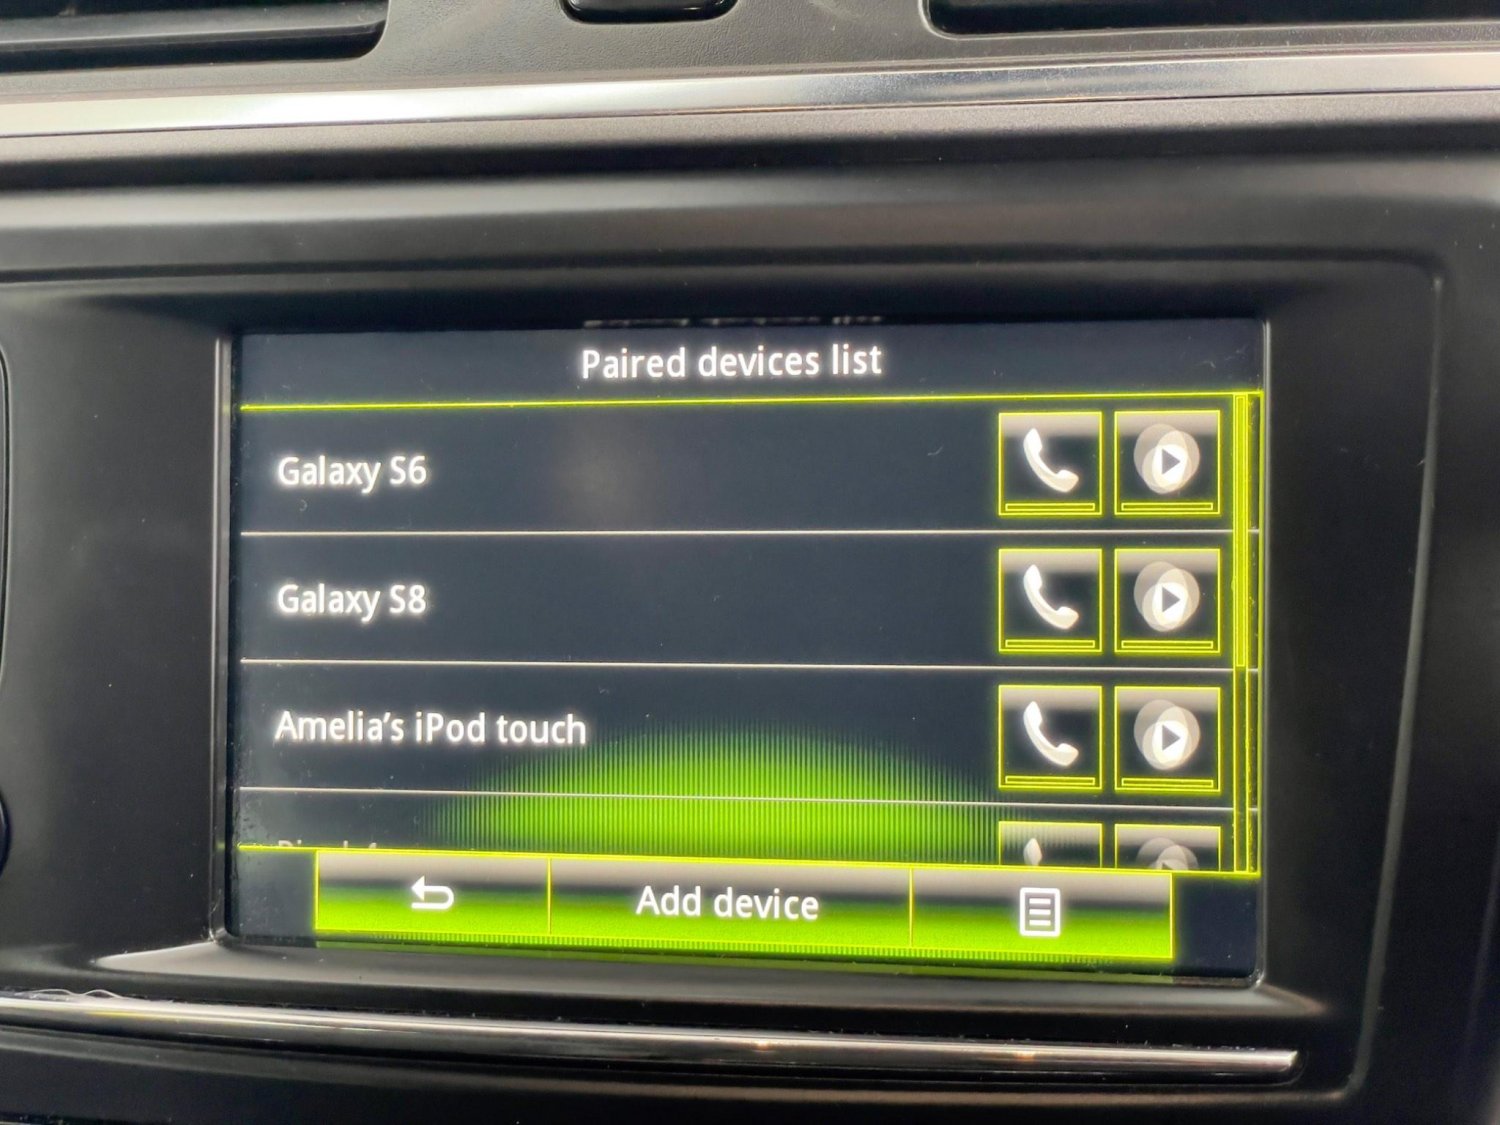 Paired devices list
Galaxy S6
Galaxy S8
Amelia's iPod touch
Add device